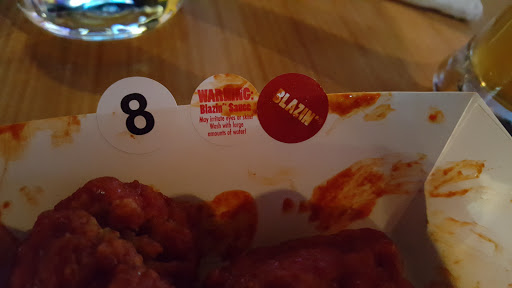 8
WARNING:
Blazin' Sauce
May irritate eyes or skin!
Wash with large
amounts of water!
BLAZIN'